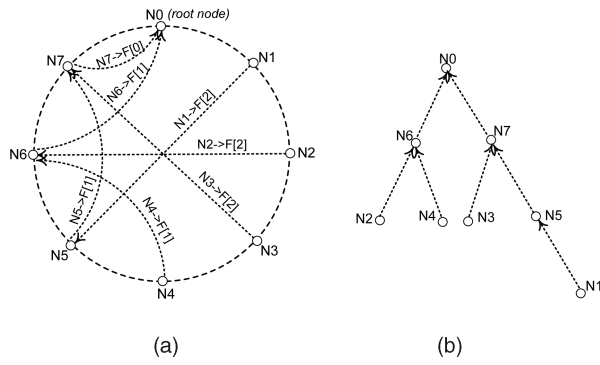 N0 (root node)
N7
N7->F[0]
N1
N6->F[1]
N1->F[2]
N6
N2->F[2]
N2
N5->F[1]
N4->F[1]
N3->F[2]
N5
N3
N4
(a)
N0
N6
N7
N2
N4
N3
N5
N1
(b)